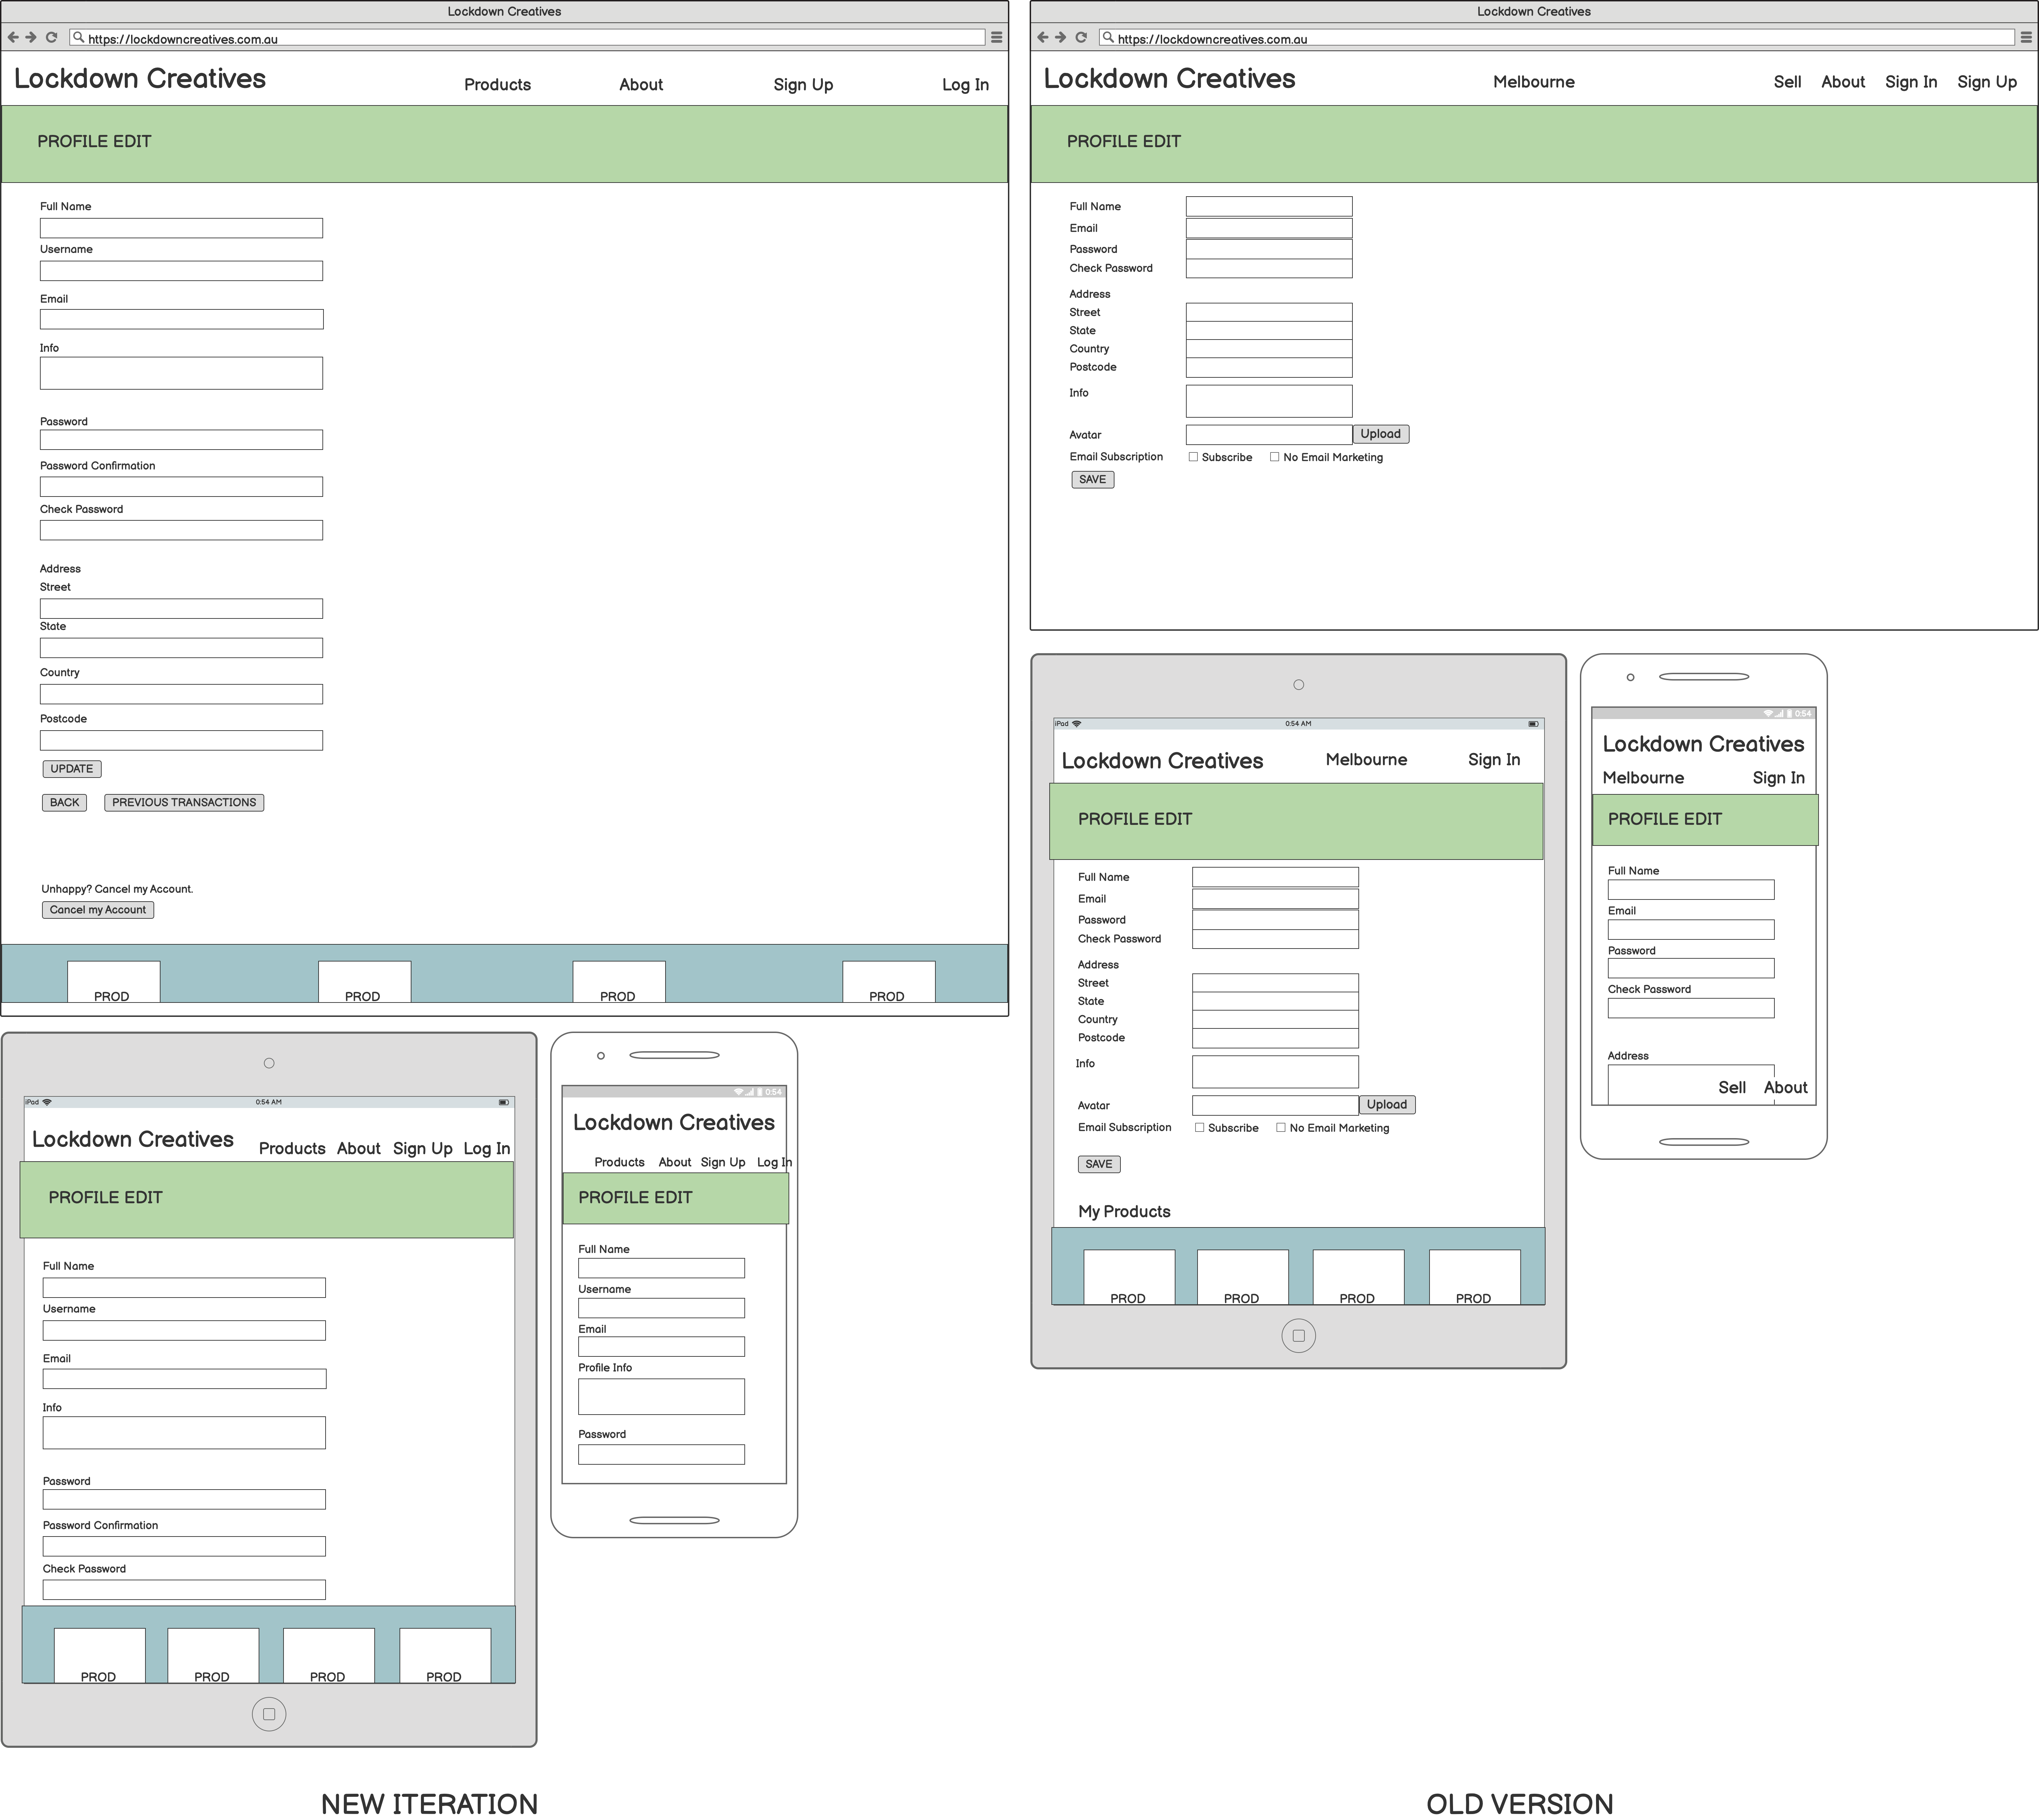 Lockdown Creatives
https://lockdowncreatives.com.au
Lockdown Creatives Products About Sign Up Log In
PROFILE EDIT
Full Name
Username
Email
Info
Password
Password Confirmation
Check Password
Address
Street
State
Country
Postcode
UPDATE
BACK PREVIOUS TRANSACTIONS
Unhappy? Cancel my Account.
Cancel my Account
PROD PROD PROD PROD
iPad 0:54 AM
Lockdown Creatives Products About Sign Up Log In
PROFILE EDIT
Full Name
Username
Email
Info
Password
Password Confirmation
Check Password
PROD PROD PROD PROD
0:54
Lockdown Creatives
Products About Sign Up Log In
PROFILE EDIT
Full Name
Username
Email
Profile Info
Password
NEW ITERATION
Lockdown Creatives
https://lockdowncreatives.com.au
Lockdown Creatives Melbourne Sell About Sign In Sign Up
PROFILE EDIT
Full Name
Email
Password
Check Password
Address
Street
State
Country
Postcode
Info
Avatar Upload
Email Subscription Subscribe No Email Marketing
SAVE
iPad 0:54 AM
Lockdown Creatives Melbourne Sign In
PROFILE EDIT
Full Name
Email
Password
Check Password
Address
Street
State
Country
Postcode
Info
Avatar Upload
Email Subscription Subscribe No Email Marketing
SAVE
My Products
PROD PROD PROD PROD
0:54
Lockdown Creatives
Melbourne Sign In
PROFILE EDIT
Full Name
Email
Password
Check Password
Address
Sell About
OLD VERSION